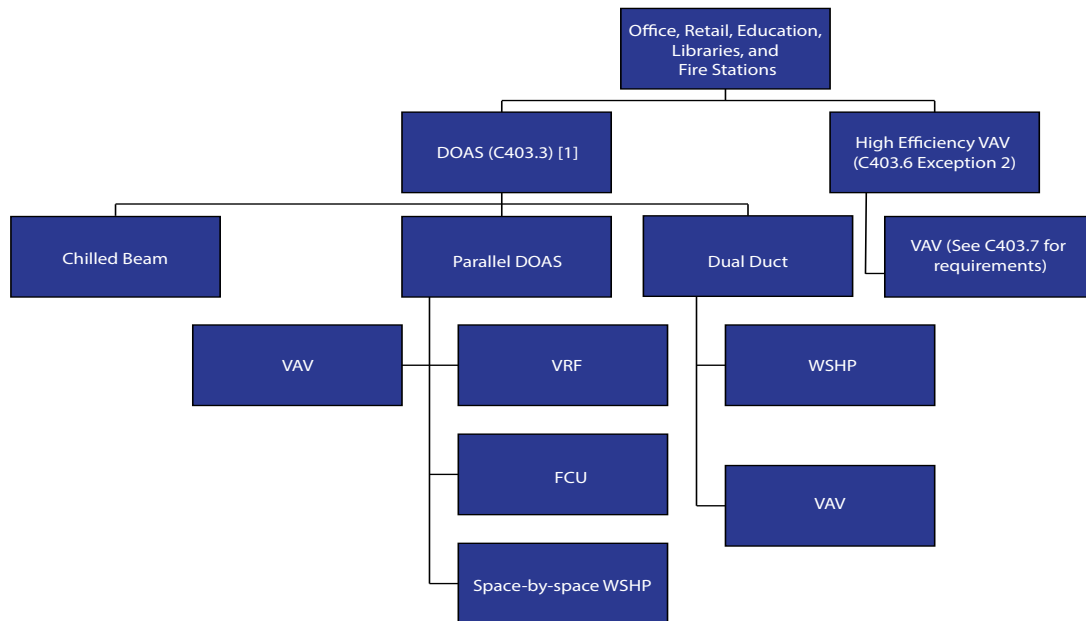 Office, Retail, Education,
Libraries, and
Fire Stations
DOAS (C403.3) [1]
High Efficiency VAV
(C403.6 Exception 2)
Chilled Beam
Parallel DOAS
Dual Duct
VAV (See C403.7 for
requirements)
VAV
VRF
WSHP
FCU
VAV
Space-by-space WSHP